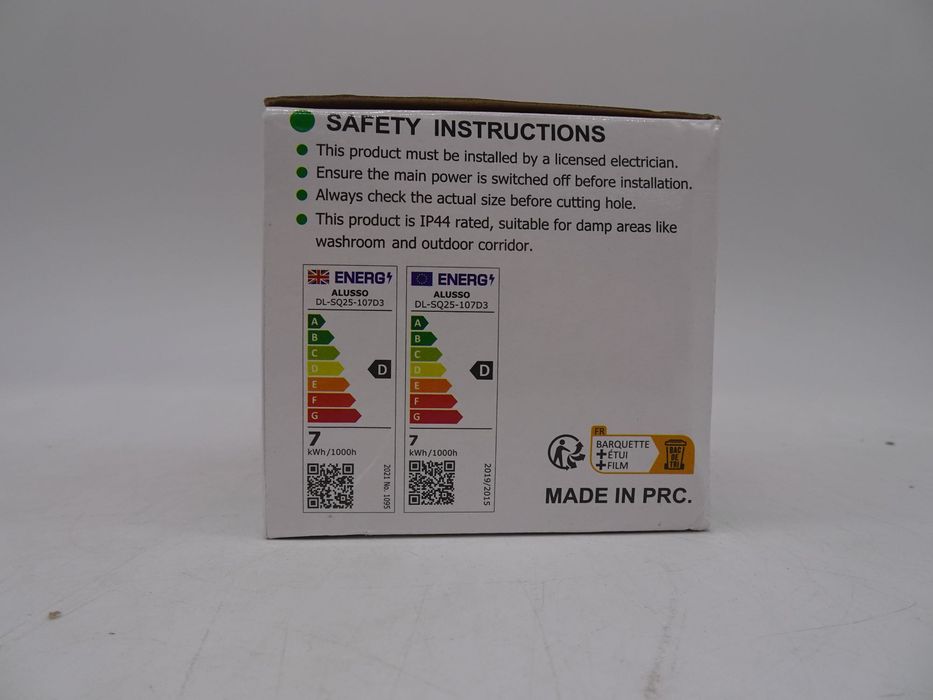 SAFETY INSTRUCTIONS
This product must be installed by a licensed electrician.
Ensure the main power is switched off before installation.
Always check the actual size before cutting hole.
This product is IP44 rated, suitable for damp areas like
washroom and outdoor corridor.
ENERG
ALUSSO
DL-SQ25-107D3
A
B
C
D
E
F
G
D
7
kWh/1000h
2021 No. 1095
ENERG
ALUSSO
DL-SQ25-107D3
A
B
C
D
E
F
G
D
7
kWh/1000h
2019/2015
FR
BARQUETTE
+ÉTUI
+FILM
BAC
DE
TRI
MADE IN PRC.